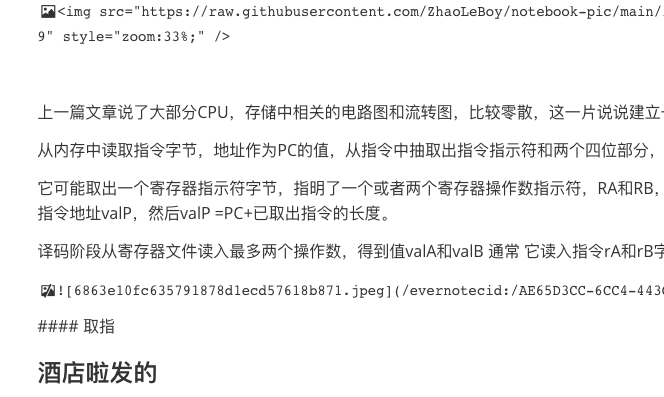 <img src="https://raw.githubusercontent.com/ZhaoLeBoy/notebook-pic/main/
9" style="zoom:33%;" />
上一篇文章说了大部分CPU，存储中相关的电路图和流转图，比较零散，这一片说说建立
从内存中读取指令字节，地址作为PC的值，从指令中抽取出指令指示符和两个四位部分，
它可能取出一个寄存器指示符字节，指明了一个或者两个寄存器操作数指示符，RA和RB，
指令地址valP，然后valP =PC+已取出指令的长度。
译码阶段从寄存器文件读入最多两个操作数，得到值valA和valB 通常 它读入指令rA和rB字
![6863e10fc635791878d1ecd57618b871.jpeg](/evernotecid:/AE65D3CC-6CC4-443
#### 取指
酒店啦发的